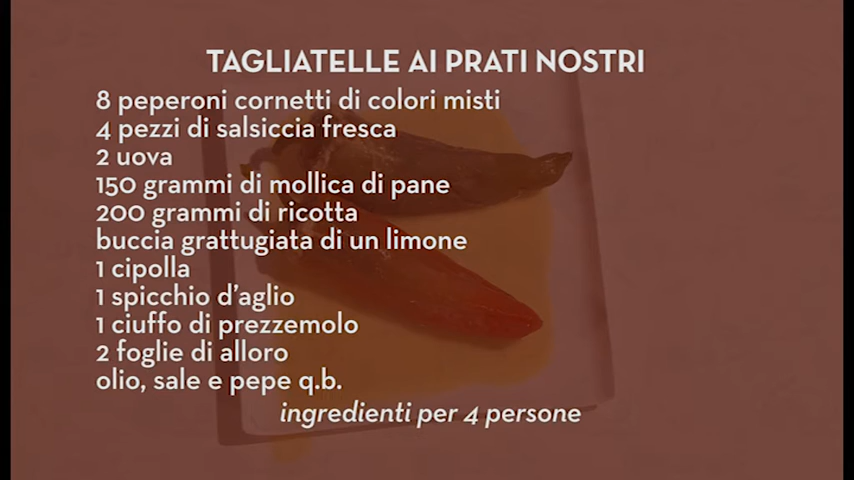 TAGLIATELLE AI PRATI NOSTRI
8 peperoni cornetti di colori misti
4 pezzi di salsiccia fresca
2 uova
150 grammi di mollica di pane
200 grammi di ricotta
buccia grattugiata di un limone
1 cipolla
1 spicchio d'aglio
1 ciuffo di prezzemolo
2 foglie di alloro
olio, sale e pepe q.b.
ingredienti per 4 persone